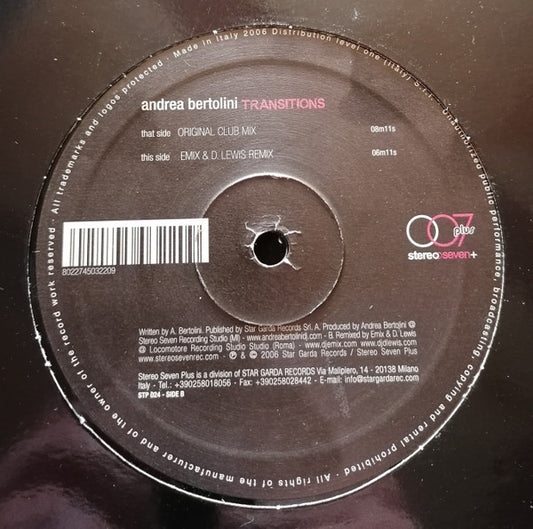 andrea bertolini TRANSITIONS
that side ORIGINAL CLUB MIX 08m11s
this side EMIX & D. LEWIS REMIX 06m11s
8022745032209
007 plus
stereoseven+
Written by A. Bertolini. Published by Star Garda Records Srl. A. Produced by Andrea Bertolini @
Stereo Seven Recording Studio (MI) - www.andreabertolinidj.com - B. Remixed by Emix & D. Lewis
@ Locomotore Recording Studio (Roma) - www.djemix.com www.djdlewis.com
www.stereosevenrec.com - ℗ & © 2006 Star Garda Records / Stereo Seven Plus
Stereo Seven Plus is a division of STAR GARDA RECORDS Via Malipiero, 14 - 20138 Milano
Italy - Tel.: +390258018056 - Fax: +390258028442 - E-mail: info@stargardarec.com
STP 024 - SIDE B
All rights of the manufacturer and of the owner of the record work reserved · All trademarks and logos protected · Made in Italy 2006 Distribution level one (Italy) S.r.l. · Unauthorized public performance, broadcasting, copying and rental prohibited ·